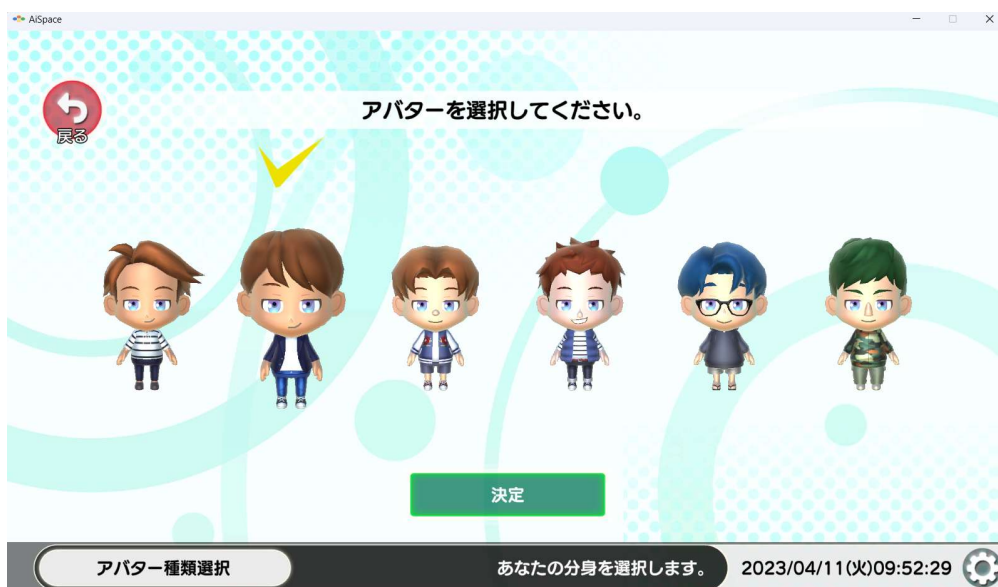 AiSpace
アバターを選択してください。
戻る
決定
アバター種類選択
あなたの分身を選択します。
2023/04/11(火)09:52:29